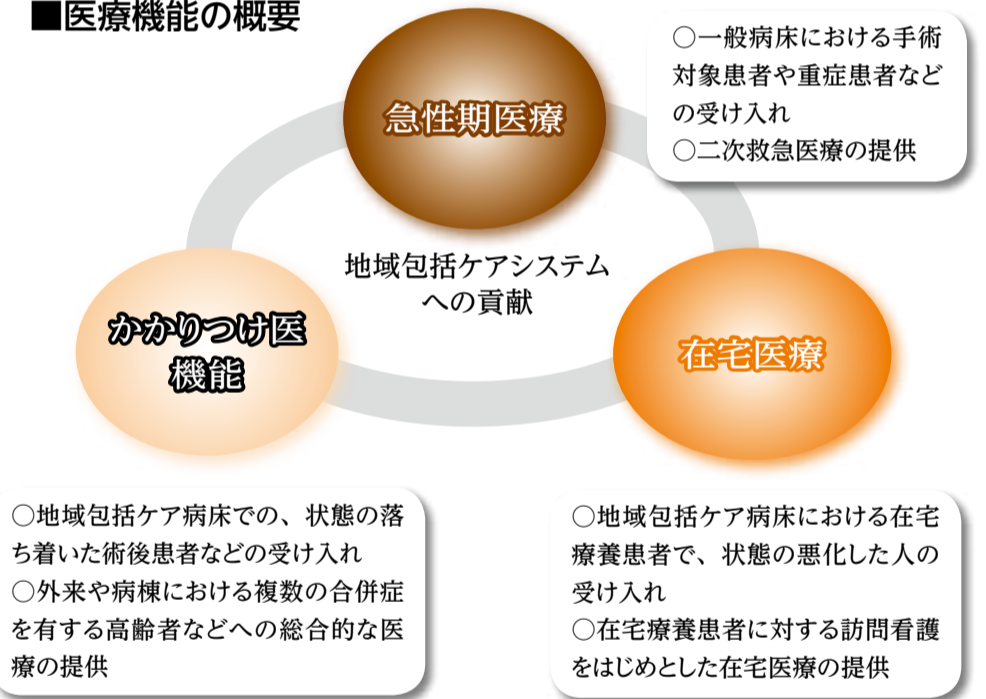 ■医療機能の概要
急性期医療
○一般病床における手術
対象患者や重症患者など
の受け入れ
○二次救急医療の提供
地域包括ケアシステム
への貢献
かかりつけ医
機能
在宅医療
○地域包括ケア病床での、状態の落
ち着いた術後患者などの受け入れ
○外来や病棟における複数の合併症
を有する高齢者などへの総合的な医
療の提供
○地域包括ケア病床における在宅
療養患者で、状態の悪化した人の
受け入れ
○在宅療養患者に対する訪問看護
をはじめとした在宅医療の提供